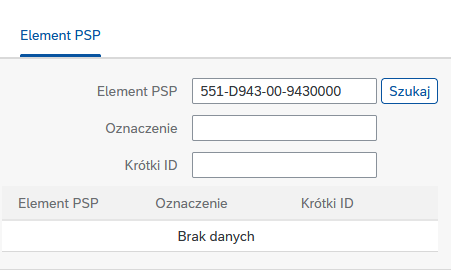 Element PSP
Element PSP 551-D943-00-9430000 Szukaj
Oznaczenie
Krótki ID
Element PSP Oznaczenie Krótki ID
Brak danych